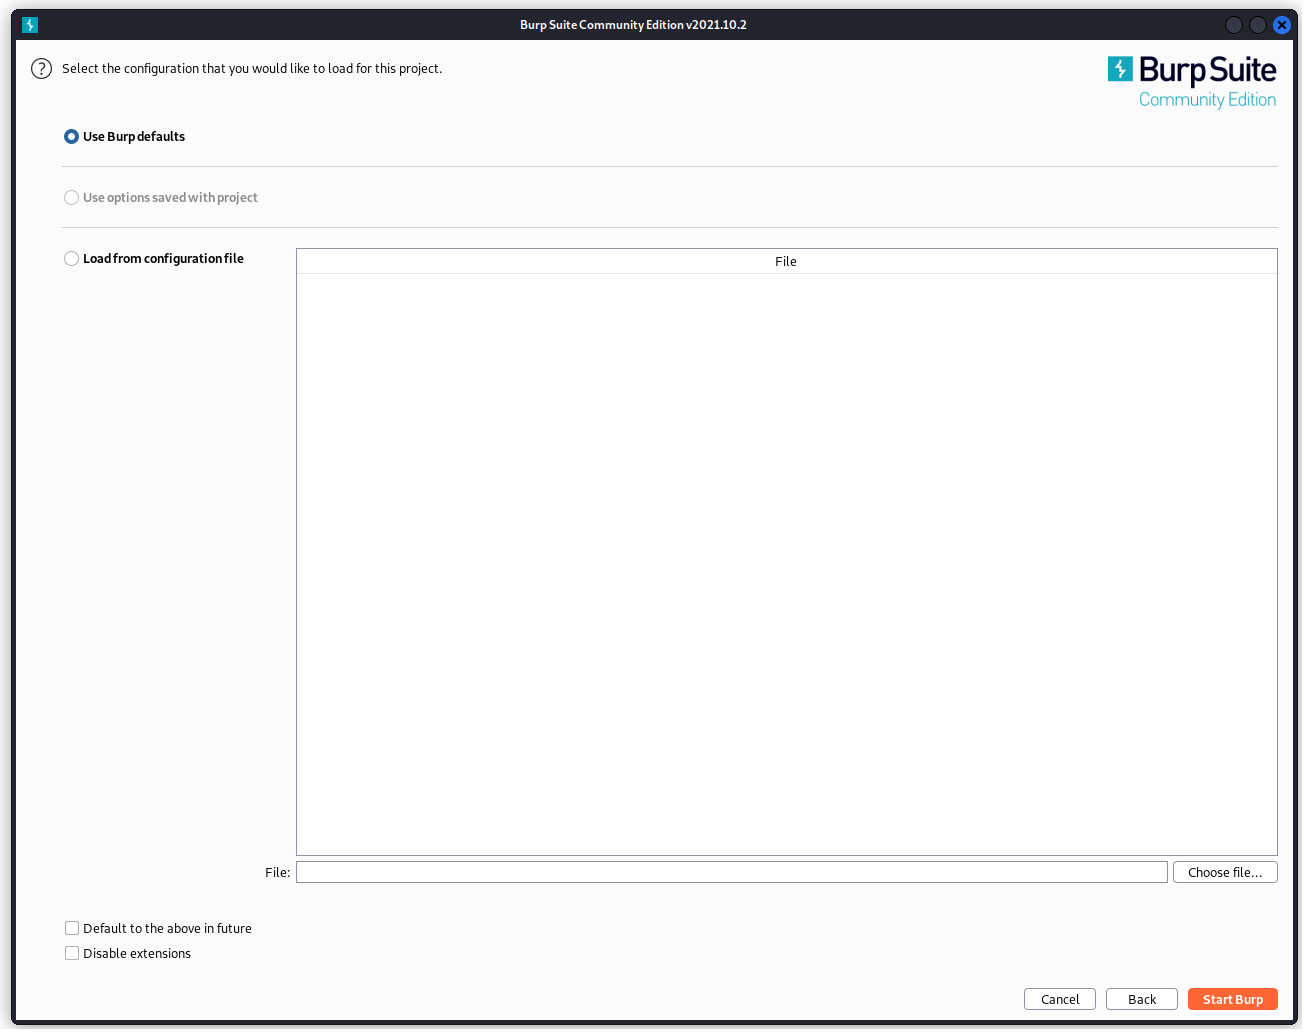 Burp Suite Community Edition v2021.10.2
? Select the configuration that you would like to load for this project.
Burp Suite
Community Edition
Use Burp defaults
Use options saved with project
Load from configuration file
File
File:
Choose file...
Default to the above in future
Disable extensions
Cancel Back Start Burp